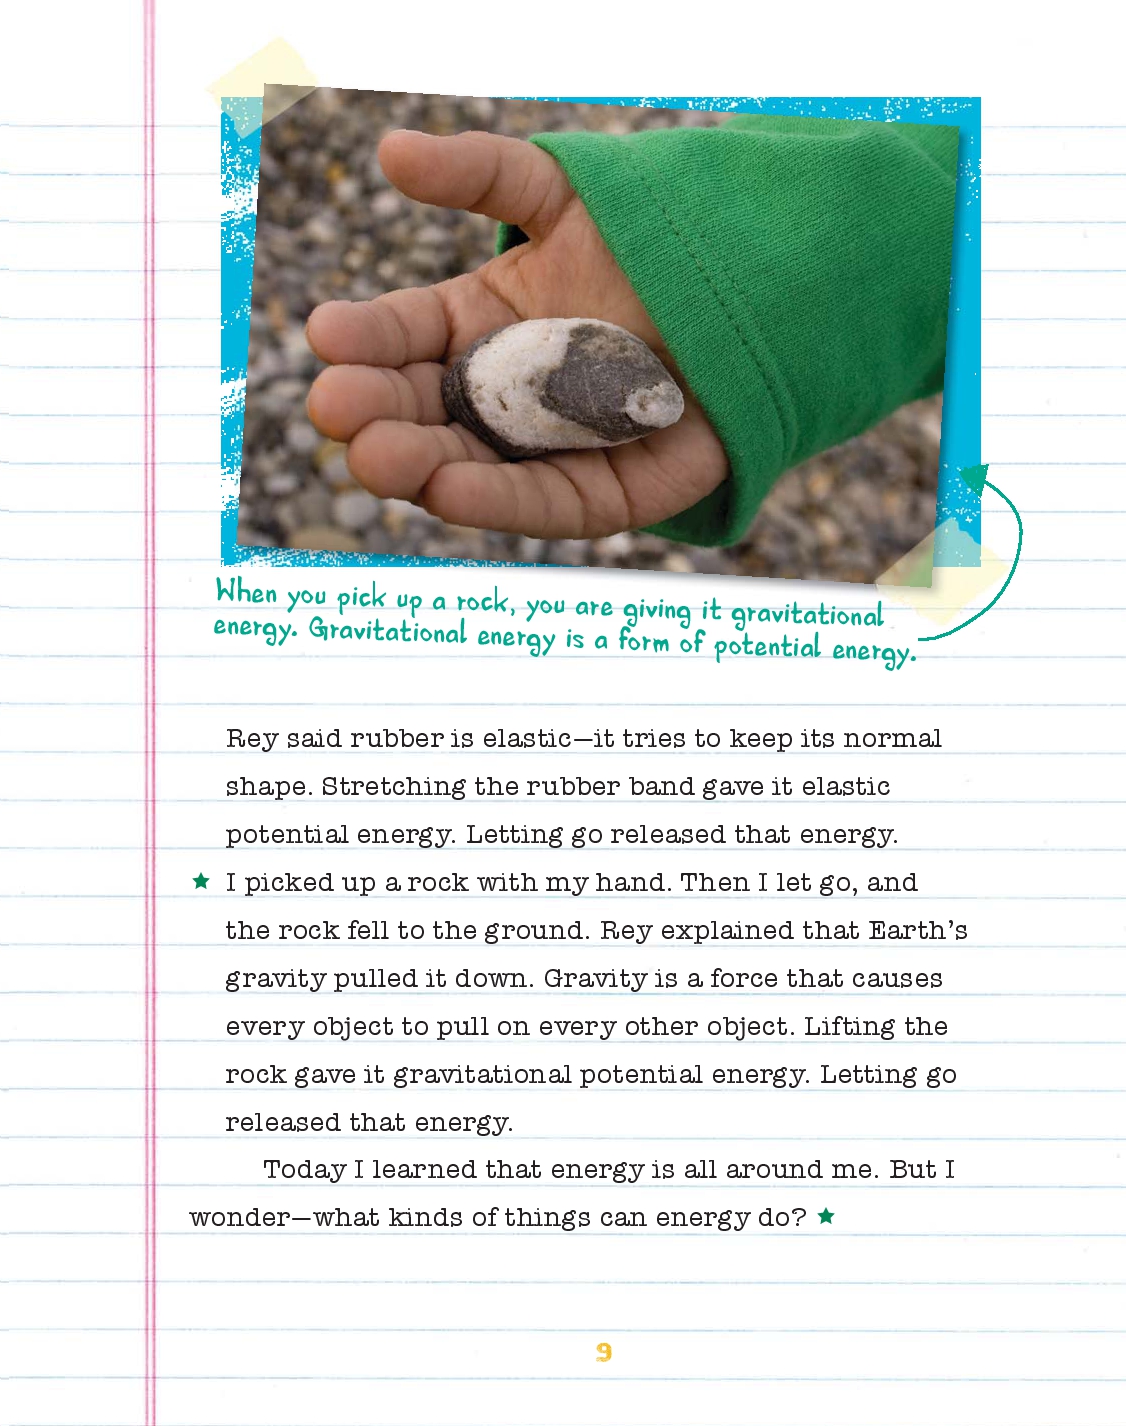 When you pick up a rock, you are giving it gravitational
energy. Gravitational energy is a form of potential energy.
Rey said rubber is elastic—it tries to keep its normal
shape. Stretching the rubber band gave it elastic
potential energy. Letting go released that energy.
★ I picked up a rock with my hand. Then I let go, and
the rock fell to the ground. Rey explained that Earth’s
gravity pulled it down. Gravity is a force that causes
every object to pull on every other object. Lifting the
rock gave it gravitational potential energy. Letting go
released that energy.
Today I learned that energy is all around me. But I
wonder—what kinds of things can energy do? ★
9